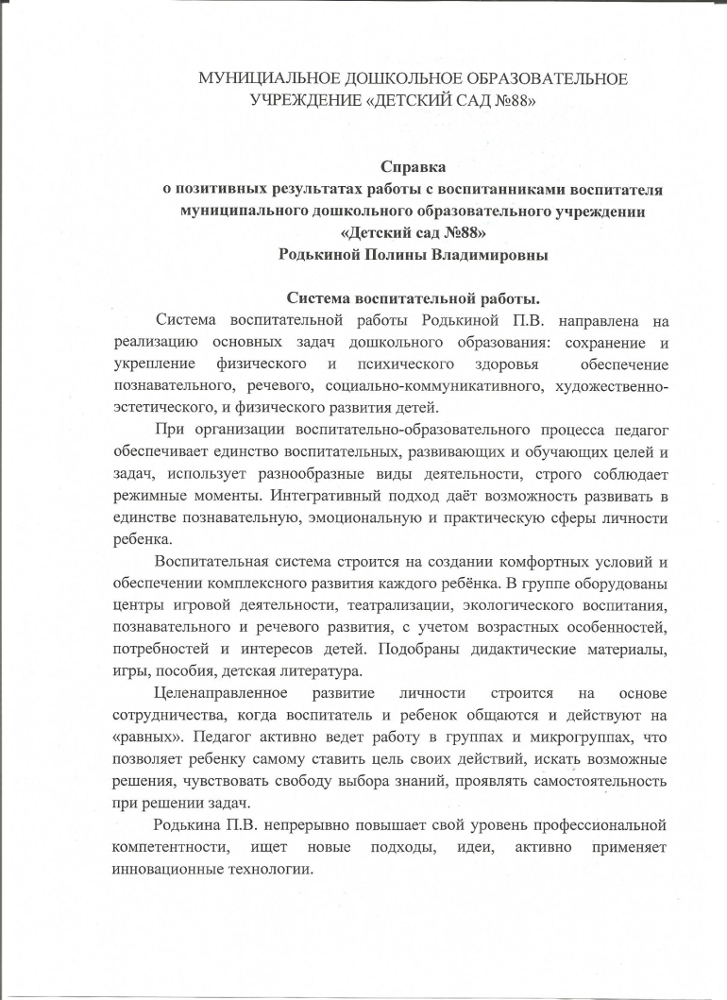 МУНИЦИАЛЬНОЕ ДОШКОЛЬНОЕ ОБРАЗОВАТЕЛЬНОЕ
УЧРЕЖДЕНИЕ «ДЕТСКИЙ САД №88»
Справка
о позитивных результатах работы с воспитанниками воспитателя
муниципального дошкольного образовательного учреждении
«Детский сад №88»
Родькиной Полины Владимировны
Система воспитательной работы.
Система воспитательной работы Родькиной П.В. направлена на
реализацию основных задач дошкольного образования: сохранение и
укрепление физического и психического здоровья обеспечение
познавательного, речевого, социально-коммуникативного, художественно-
эстетического, и физического развития детей.
При организации воспитательно-образовательного процесса педагог
обеспечивает единство воспитательных, развивающих и обучающих целей и
задач, использует разнообразные виды деятельности, строго соблюдает
режимные моменты. Интегративный подход даёт возможность развивать в
единстве познавательную, эмоциональную и практическую сферы личности
ребенка.
Воспитательная система строится на создании комфортных условий и
обеспечении комплексного развития каждого ребёнка. В группе оборудованы
центры игровой деятельности, театрализации, экологического воспитания,
познавательного и речевого развития, с учетом возрастных особенностей,
потребностей и интересов детей. Подобраны дидактические материалы,
игры, пособия, детская литература.
Целенаправленное развитие личности строится на основе
сотрудничества, когда воспитатель и ребенок общаются и действуют на
«равных». Педагог активно ведет работу в группах и микрогруппах, что
позволяет ребенку самому ставить цель своих действий, искать возможные
решения, чувствовать свободу выбора знаний, проявлять самостоятельность
при решении задач.
Родькина П.В. непрерывно повышает свой уровень профессиональной
компетентности, ищет новые подходы, идеи, активно применяет
инновационные технологии.